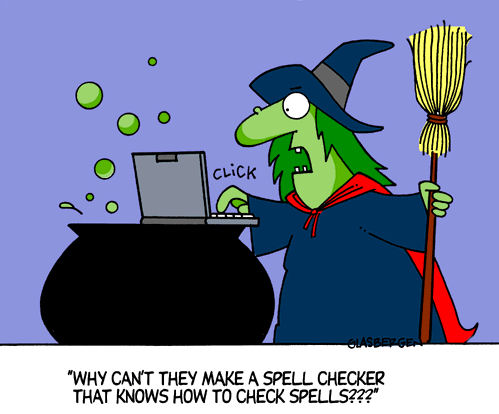 CLICK
GLASBERGEN
"WHY CAN'T THEY MAKE A SPELL CHECKER
THAT KNOWS HOW TO CHECK SPELLS???"